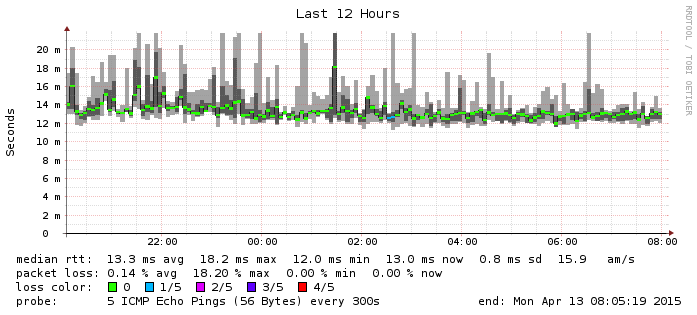 Last 12 Hours
RRDTOOL / TOBI OETIKER
Seconds
20 m
18 m
16 m
14 m
12 m
10 m
8 m
6 m
4 m
2 m
0
22:00 00:00 02:00 04:00 06:00 08:00
median rtt: 13.3 ms avg 18.2 ms max 12.0 ms min 13.0 ms now 0.8 ms sd 15.9 am/s
packet loss: 0.14 % avg 18.20 % max 0.00 % min 0.00 % now
loss color: 0 1/5 2/5 3/5 4/5
probe: 5 ICMP Echo Pings (56 Bytes) every 300s end: Mon Apr 13 08:05:19 2015